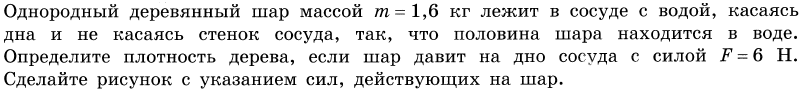 Однородный деревянный шар массой m = 1,6 кг лежит в сосуде с водой, касаясь
дна и не касаясь стенок сосуда, так, что половина шара находится в воде.
Определите плотность дерева, если шар давит на дно сосуда с силой F = 6 Н.
Сделайте рисунок с указанием сил, действующих на шар.